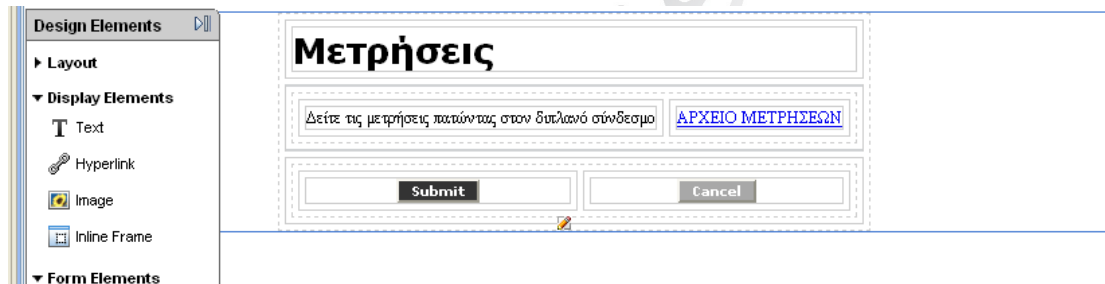 Design Elements
Layout
Display Elements
Text
Hyperlink
Image
Inline Frame
Form Elements
Μετρήσεις
Δείτε τις μετρήσεις πατώντας στον διπλανό σύνδεσμο
ΑΡΧΕΙΟ ΜΕΤΡΗΣΕΩΝ
Submit
Cancel